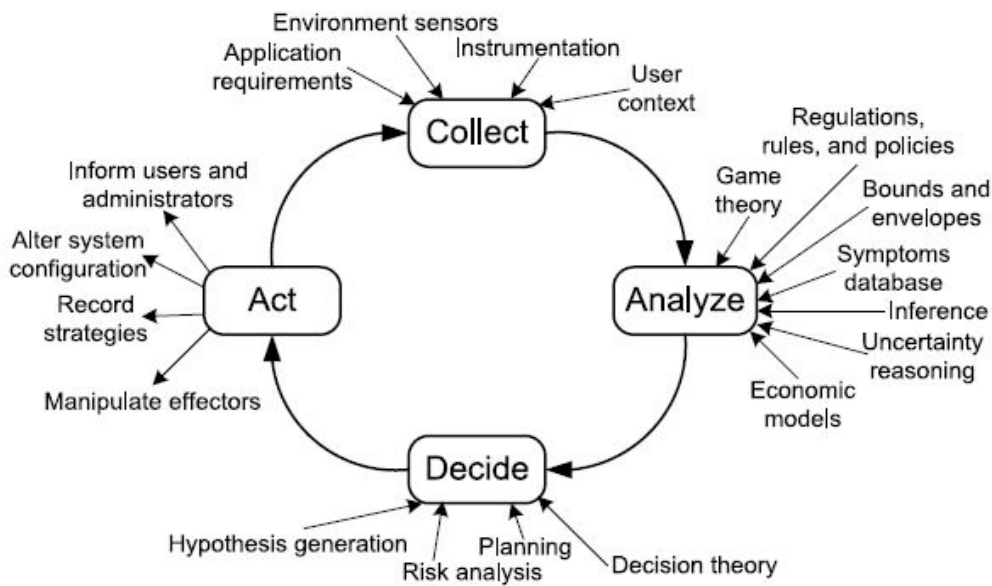 Environment sensors
Application
requirements
Instrumentation
User
context
Collect
Regulations,
rules, and policies
Game
theory
Bounds and
envelopes
Symptoms
database
Analyze
Inference
Uncertainty
reasoning
Economic
models
Decide
Hypothesis generation
Risk analysis
Planning
Decision theory
Act
Inform users and
administrators
Alter system
configuration
Record
strategies
Manipulate effectors